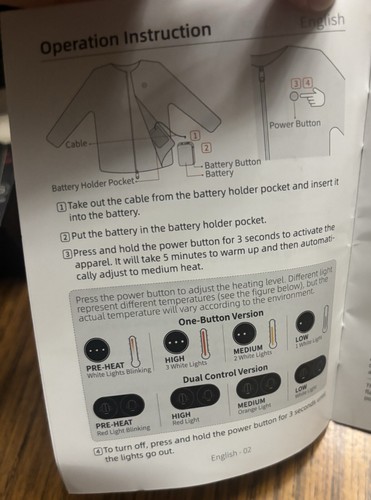 English
Operation Instruction
3 4
Power Button
Cable
1
2
Battery Button
Battery
Battery Holder Pocket
1 Take out the cable from the battery holder pocket and insert it
into the battery.
2 Put the battery in the battery holder pocket.
3 Press and hold the power button for 3 seconds to activate the
apparel. It will take 5 minutes to warm up and then automati-
cally adjust to medium heat.
Press the power button to adjust the heating level. Different light
represent different temperatures (see the figure below), but the
actual temperature will vary according to the environment.
One-Button Version
PRE-HEAT
White Lights Blinking
HIGH
3 White Lights
MEDIUM
2 White Lights
LOW
1 White Light
Dual Control Version
PRE-HEAT
Red Light Blinking
HIGH
Red Light
MEDIUM
Orange Light
LOW
White Light
4 To turn off, press and hold the power button for 3 seconds until
the lights go out.
English - 02